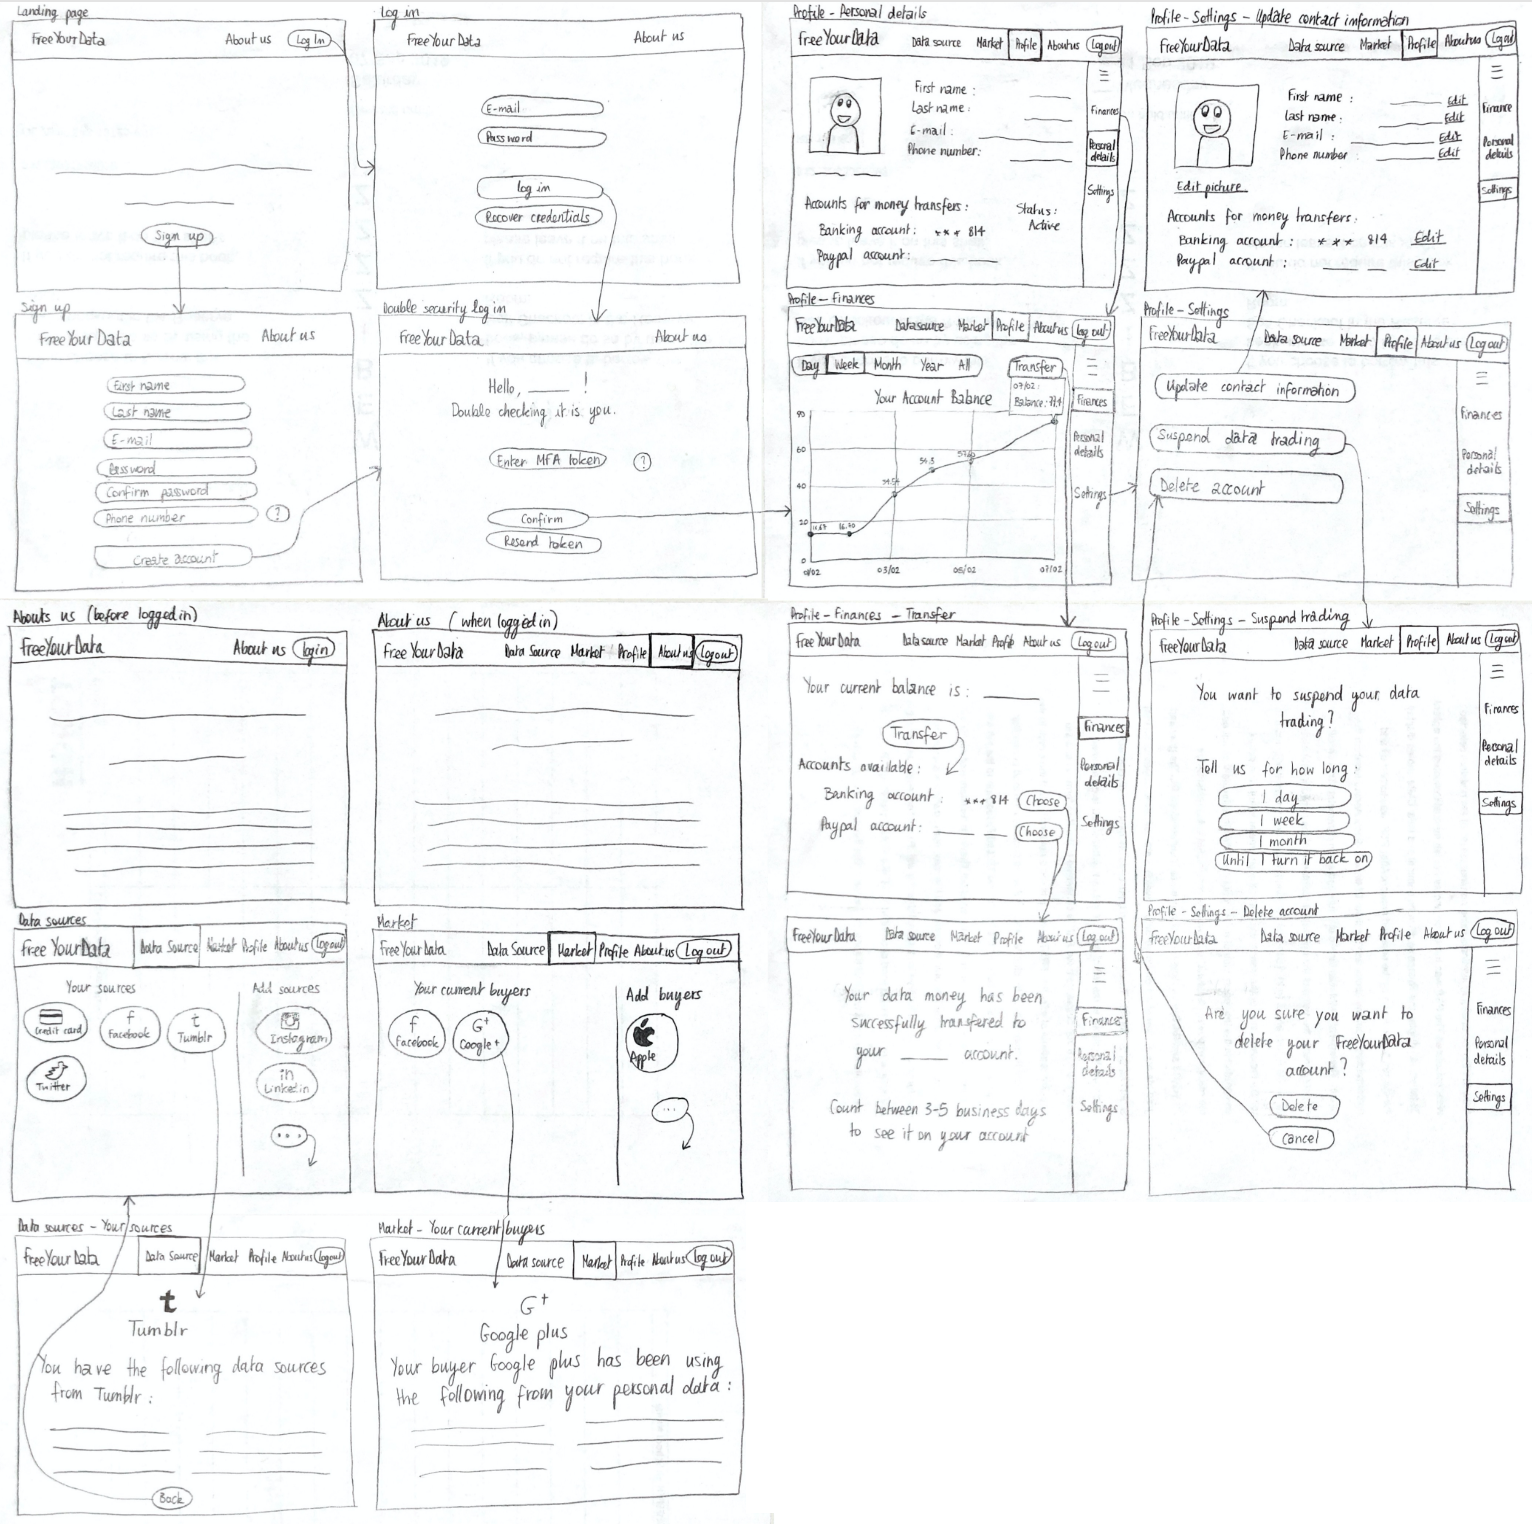 Landing page
FreeYourData About us Log In
Sign up
Log in
FreeYourData About us
E-mail
Password
log in
Recover credentials
Sign up
FreeYourData About us
First name
Last name
E-mail
Password
Confirm password
Phone number ?
Create account
Double security log in
FreeYourData About us
Hello, !
Double checking it is you.
Enter MFA token ?
Confirm
Resend token
Profile - Personal details
FreeYourData Data source Market Profile About us Log out
First name :
Last name :
E-mail :
Phone number:
Accounts for money transfers :
Banking account : *** 814
Paypal account :
Status :
Active
Finances
Personal
details
Settings
Profile - Settings - Update contact information
FreeYourData Data source Market Profile About us Log out
First name : Edit
Last name : Edit
E-mail : Edit
Phone number Edit
Edit picture
Accounts for money transfers :
Banking account : *** 814 Edit
Paypal account : Edit
Finance
Personal
details
Settings
Profile - Finances
FreeYourData Data source Market Profile About us log out
Day Week Month Year All Transfer
07/02 :
Balance: 77,4
Your Account Balance
60
40
20
0
01/02 03/02 05/02 07/02
Finances
Personal
details
Settings
Profile - Settings
FreeYourData Data source Market Profile About us Log out
Update contact information
Suspend data trading
Delete account
Finances
Personal
details
Settings
Abouts us (before logged in)
FreeYourData About us login
About us (when logged in)
FreeYourData Data Source Market Profile About us Log out
Profile - Finances - Transfer
FreeYourData Data source Market Profile About us Log out
Your current balance is :
Transfer
Accounts available :
Banking account : *** 814 Choose
Paypal account : Choose
Finances
Personal
details
Settings
Profile - Settings - Suspend trading
FreeYourData Data source Market Profile About us Log out
You want to suspend your data
trading ?
Tell us for how long :
1 day
1 week
1 month
Until I turn it back on
Finances
Personal
details
Settings
Data sources
Free YourData Data Source Market Profile About us Log out
Your sources
Credit card
f
Facebook
t
Tumblr
Twitter
Add sources
Instagram
in
Linkedin
...
Market
FreeYourData Data Source Market Profile About us Log out
Your current buyers
f
Facebook
G+
Google +
Add buyers
Apple
...
FreeYourData Data source Market Profile About us Log out
Your data money has been
successfully transfered to
your account.
Count between 3-5 business days
to see it on your account
Finances
Personal
details
Settings
Profile - Settings - Delete account
FreeYourData Data source Market Profile About us Log out
Are you sure you want to
delete your FreeYourData
account ?
Delete
Cancel
Finances
Personal
details
Settings
Data sources - Your sources
FreeYour Data Data Source Market Profile About us Log out
t
Tumblr
You have the following data sources
from Tumblr :
Back
Market - Your current buyers
FreeYourData Data source Market Profile About us log out
G+
Google plus
Your buyer Google plus has been using
the following from your personal data :